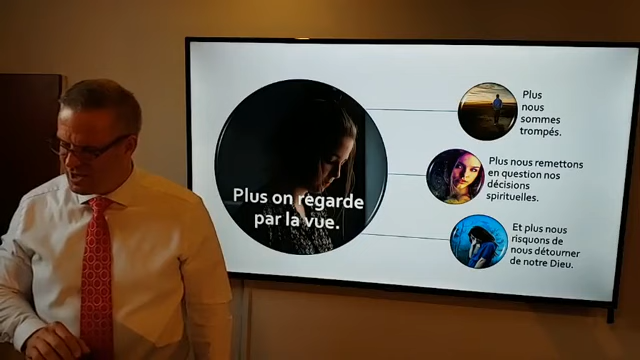 Plus on regarde
par la vue.
Plus
nous
sommes
trompés.
Plus nous remettons
en question nos
décisions
spirituelles.
Et plus nous
risquons de
nous détourner
de notre Dieu.